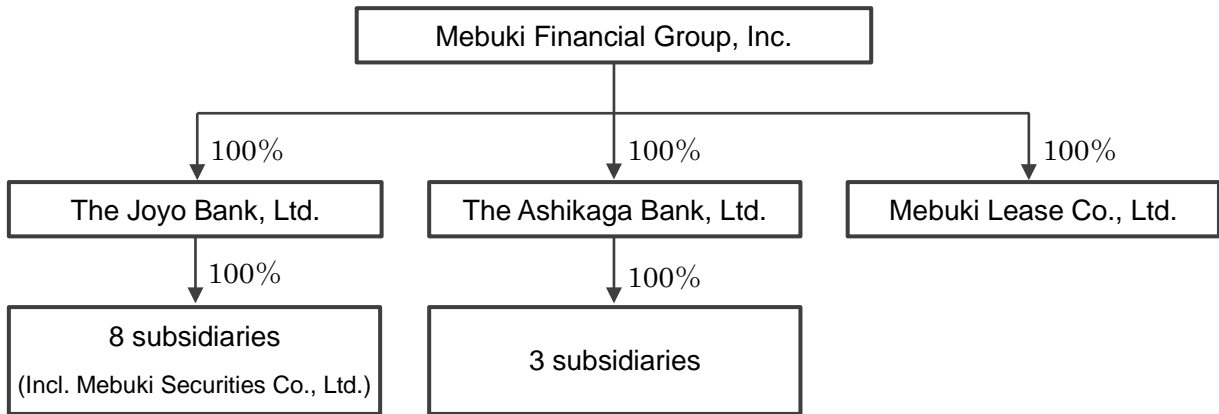 Mebuki Financial Group, Inc.
100%
100%
100%
The Joyo Bank, Ltd.
The Ashikaga Bank, Ltd.
Mebuki Lease Co., Ltd.
100%
100%
8 subsidiaries
(Incl. Mebuki Securities Co., Ltd.)
3 subsidiaries